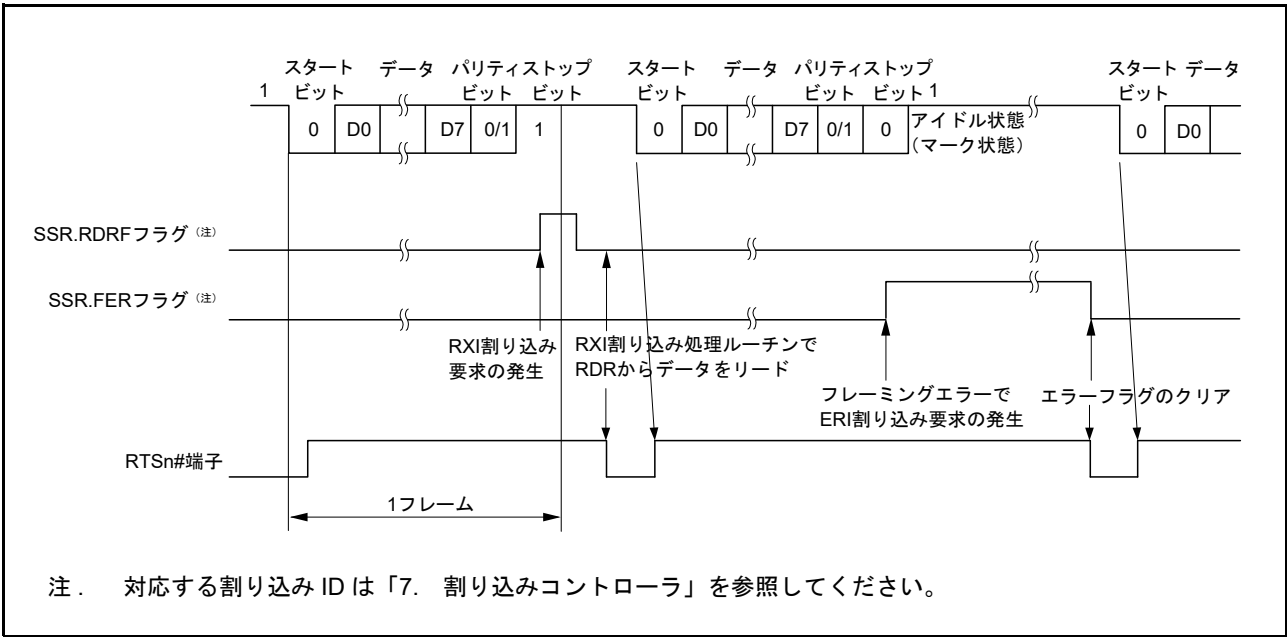 スタート データ パリティストップ スタート データ パリティストップ スタート データ
1 ビット ビット ビット ビット ビット ビット 1 ビット
0 D0 D7 0/1 1 0 D0 D7 0/1 0 アイドル状態 0 D0
（マーク状態）
SSR.RDRFフラグ（注）
SSR.FERフラグ（注）
RXI割り込み
要求の発生
RXI割り込み処理ルーチンで
RDRからデータをリード
フレーミングエラーで
ERI割り込み要求の発生
エラーフラグのクリア
RTSn#端子
1フレーム
注 . 対応する割り込み ID は「7. 割り込みコントローラ」を参照してください。